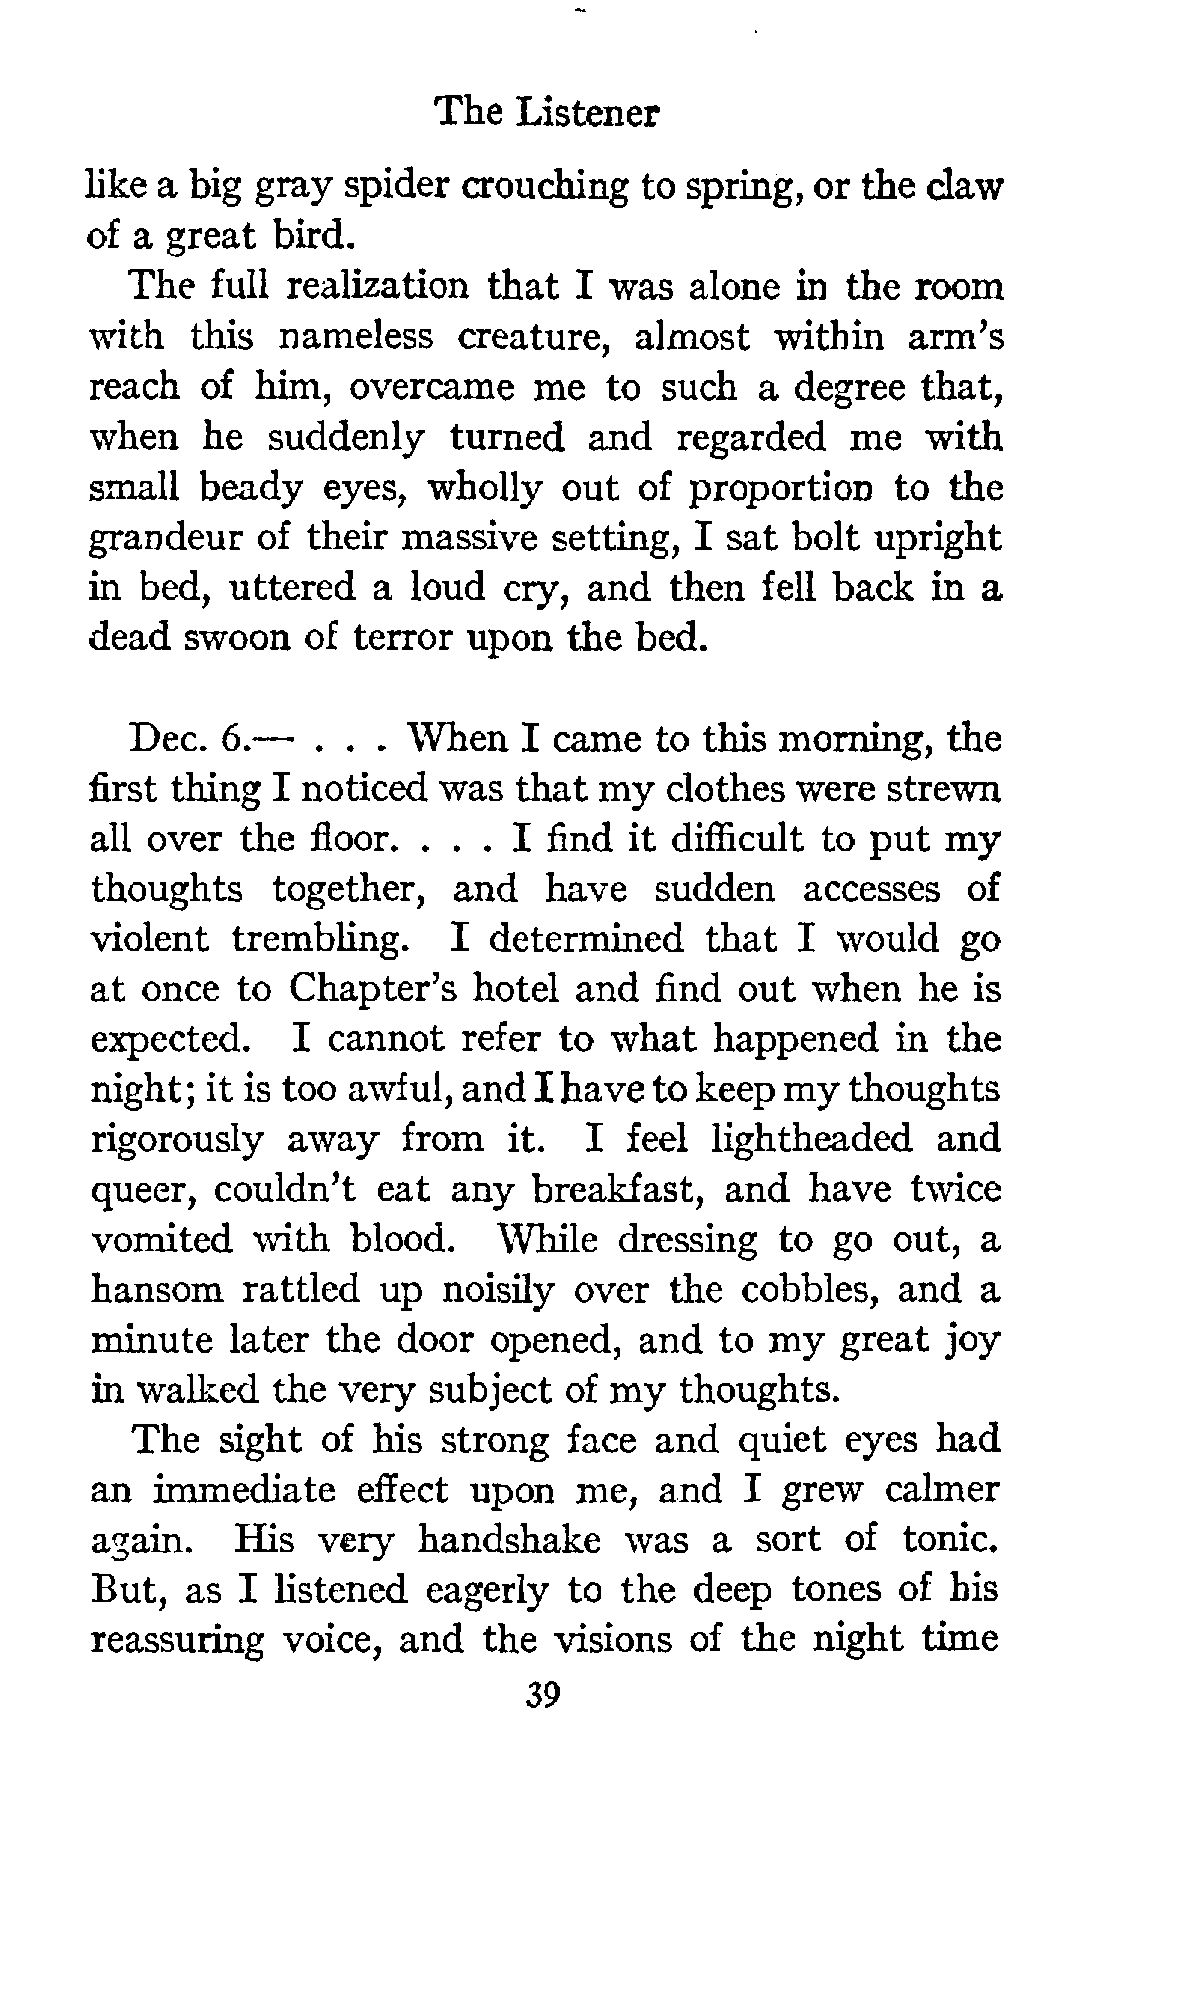 The Listener
like a big gray spider crouching to spring, or the claw
of a great bird.
The full realization that I was alone in the room
with this nameless creature, almost within arm's
reach of him, overcame me to such a degree that,
when he suddenly turned and regarded me with
small beady eyes, wholly out of proportion to the
grandeur of their massive setting, I sat bolt upright
in bed, uttered a loud cry, and then fell back in a
dead swoon of terror upon the bed.
Dec. 6.— . . . When I came to this morning, the
first thing I noticed was that my clothes were strewn
all over the floor. . . . I find it difficult to put my
thoughts together, and have sudden accesses of
violent trembling. I determined that I would go
at once to Chapter's hotel and find out when he is
expected. I cannot refer to what happened in the
night; it is too awful, and I have to keep my thoughts
rigorously away from it. I feel lightheaded and
queer, couldn't eat any breakfast, and have twice
vomited with blood. While dressing to go out, a
hansom rattled up noisily over the cobbles, and a
minute later the door opened, and to my great joy
in walked the very subject of my thoughts.
The sight of his strong face and quiet eyes had
an immediate effect upon me, and I grew calmer
again. His very handshake was a sort of tonic.
But, as I listened eagerly to the deep tones of his
reassuring voice, and the visions of the night time
39